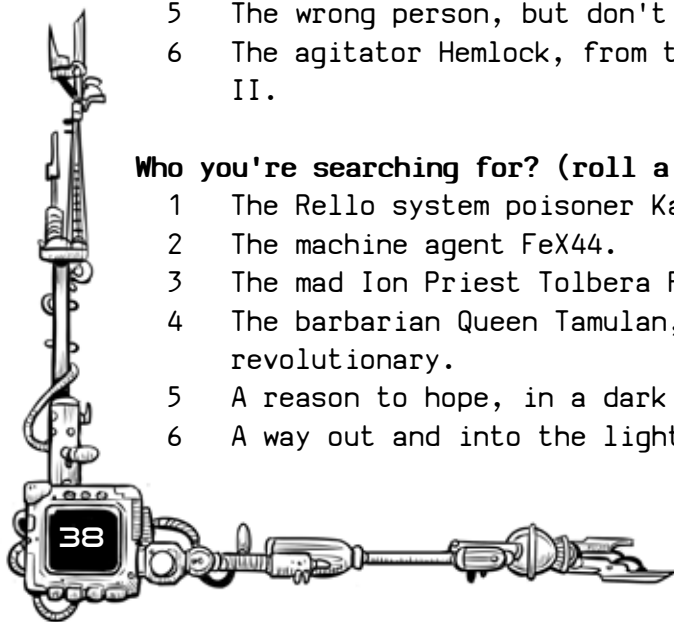 5 The wrong person, but don't
6 The agitator Hemlock, from
II.
Who you're searching for? (roll a
1 The Rello system poisoner
2 The machine agent FeX44.
3 The mad Ion Priest Tolbera
4 The barbarian Queen Tamulan,
revolutionary.
5 A reason to hope, in a dark
6 A way out and into the light
38